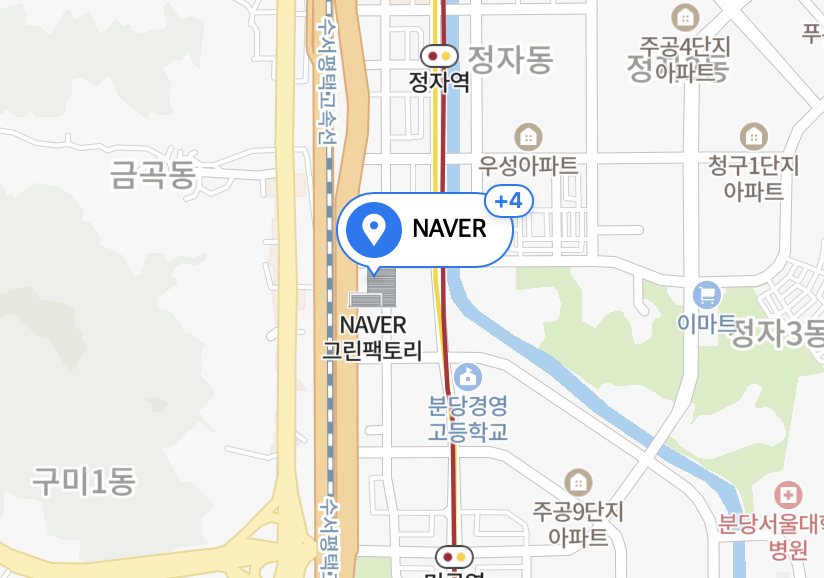 수서평택고속선
정자역
정자동
주공4단지
아파트
우성아파트
청구1단지
아파트
금곡동
+4
NAVER
NAVER
그린팩토리
이마트
정자3동
분당경영
고등학교
구미1동
주공9단지
아파트
수서평택고
분당서울대학
병원